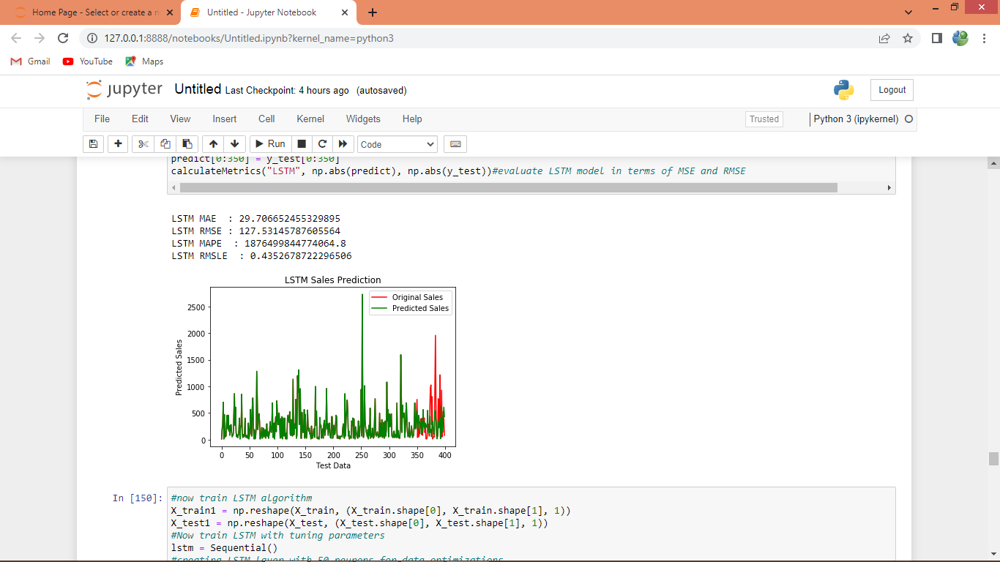 Home Page - Select or create a n
Untitled - Jupyter Notebook
127.0.0.1:8888/notebooks/Untitled.ipynb?kernel_name=python3
Gmail YouTube Maps
jupyter Untitled Last Checkpoint: 4 hours ago (autosaved)
Logout
File Edit View Insert Cell Kernel Widgets Help
Trusted
Python 3 (ipykernel)
Run
Code
predict[0:350] = y_test[0:350]
calculateMetrics("LSTM", np.abs(predict), np.abs(y_test))#evaluate LSTM model in terms of MSE and RMSE
LSTM MAE  : 29.706652455329895
LSTM RMSE : 127.53145787605564
LSTM MAPE  : 1876499844774064.8
LSTM RMSLE  : 0.4352678722296506
LSTM Sales Prediction
Original Sales
Predicted Sales
2500
2000
1500
1000
500
0
Predicted Sales
0 50 100 150 200 250 300 350 400
Test Data
In [150]:
#now train LSTM algorithm
X_train1 = np.reshape(X_train, (X_train.shape[0], X_train.shape[1], 1))
X_test1 = np.reshape(X_test, (X_test.shape[0], X_test.shape[1], 1))
#Now train LSTM with tuning parameters
lstm = Sequential()
#creating LSTM layer with 50 neurons for data optimizations